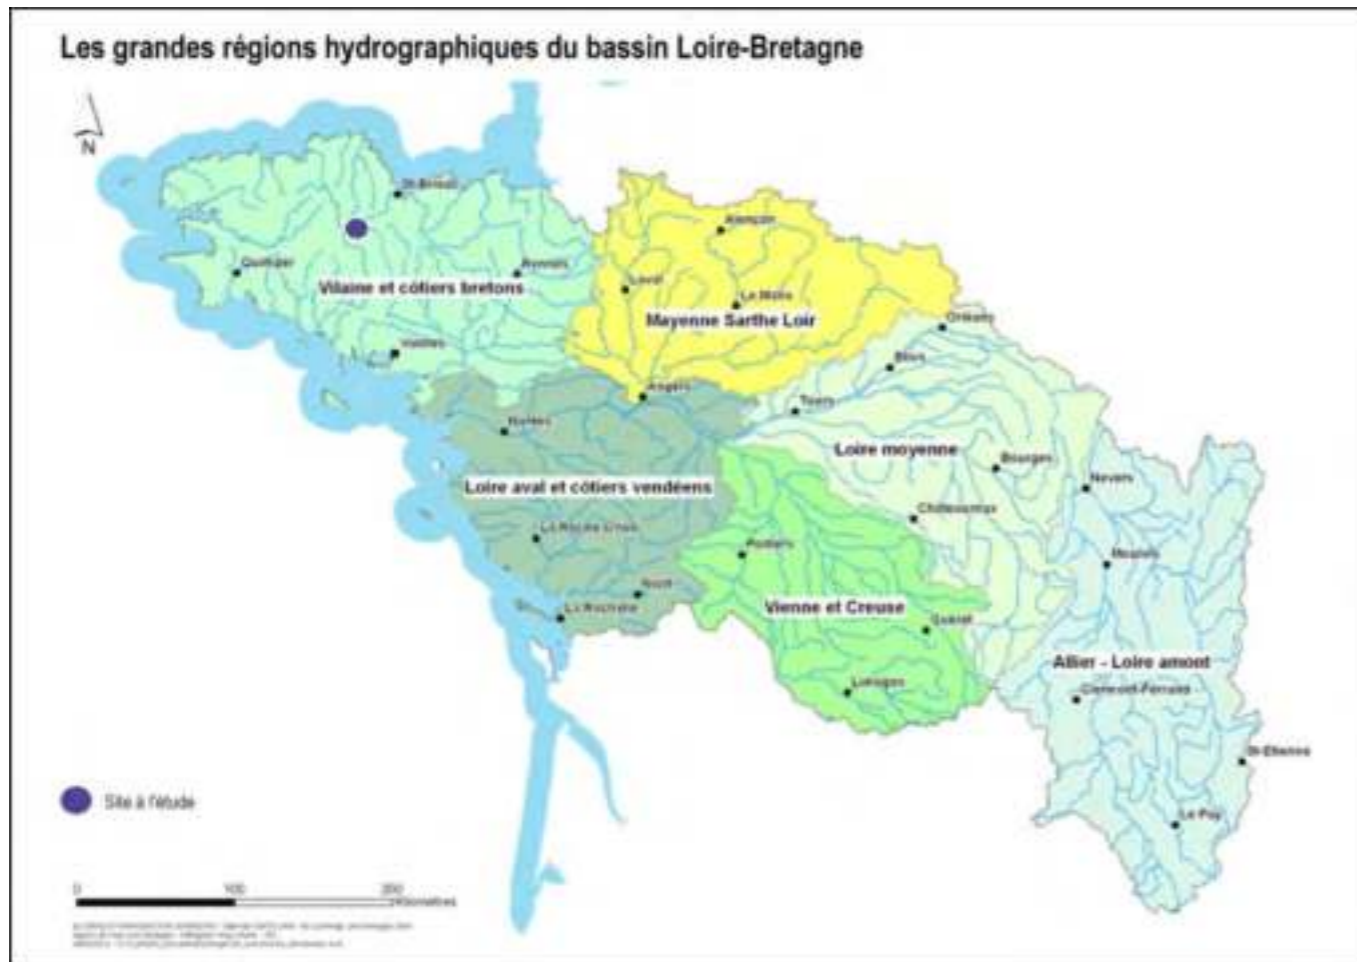 Les grandes régions hydrographiques du bassin Loire-Bretagne
N
St-Brieuc
Alençon
Quimper
Rennes
Vilaine et côtiers bretons
Laval
Le Mans
Mayenne Sarthe Loir
Orléans
Vannes
Blois
Angers
Tours
Nantes
Loire moyenne
Bourges
Nevers
Loire aval et côtiers vendéens
Châteauroux
La Roche s/Yon
Poitiers
Moulins
Niort
La Rochelle
Vienne et Creuse
Guéret
Allier - Loire amont
Limoges
Clermont-Ferrand
St-Etienne
Site à l'étude
Le Puy
0 100 200
Kilomètres